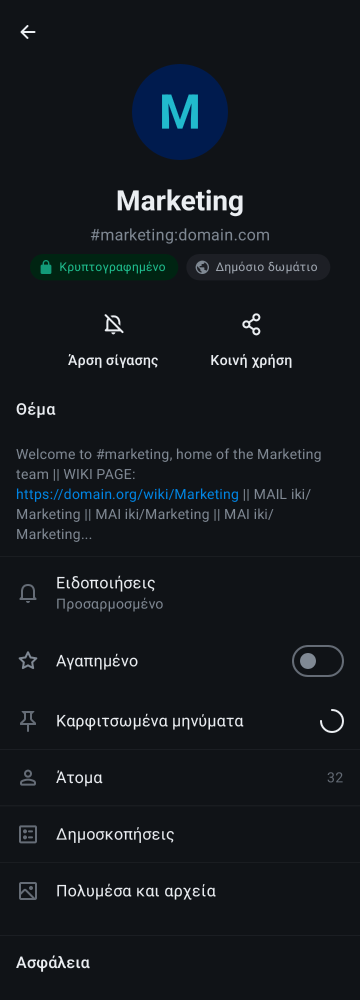 M
Marketing
#marketing:domain.com
Κρυπτογραφημένο
Δημόσιο δωμάτιο
Άρση σίγασης
Κοινή χρήση
Θέμα
Welcome to #marketing, home of the Marketing
team || WIKI PAGE:
https://domain.org/wiki/Marketing || MAIL iki/
Marketing || MAI iki/Marketing || MAI iki/
Marketing...
Ειδοποιήσεις
Προσαρμοσμένο
Αγαπημένο
Καρφιτσωμένα μηνύματα
Άτομα 32
Δημοσκοπήσεις
Πολυμέσα και αρχεία
Ασφάλεια